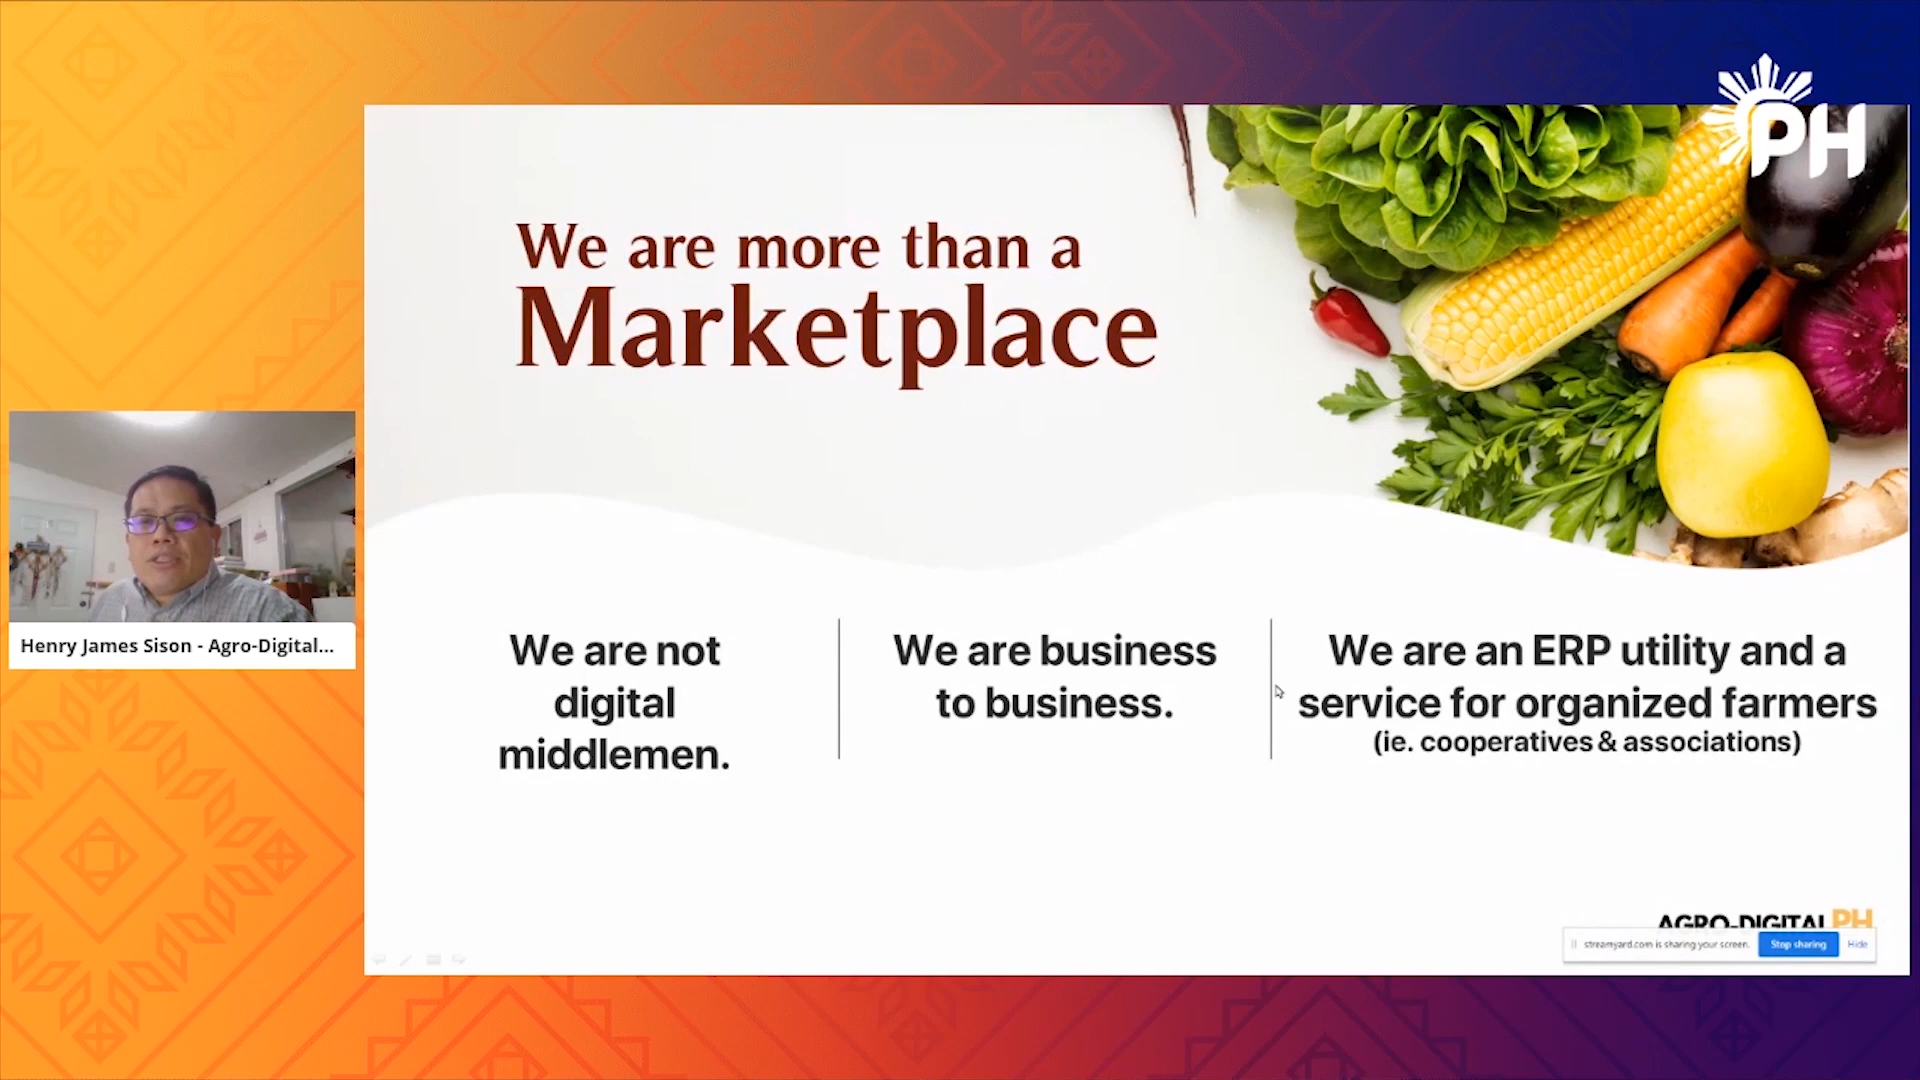 PH
We are more than a
Marketplace
Henry James Sison - Agro-Digital...
We are not
digital
middlemen.
We are business
to business.
We are an ERP utility and a
service for organized farmers
(ie. cooperatives & associations)
AGRO-DIGITAL PH
streamyard.com is sharing your screen.
Stop sharing
Hide